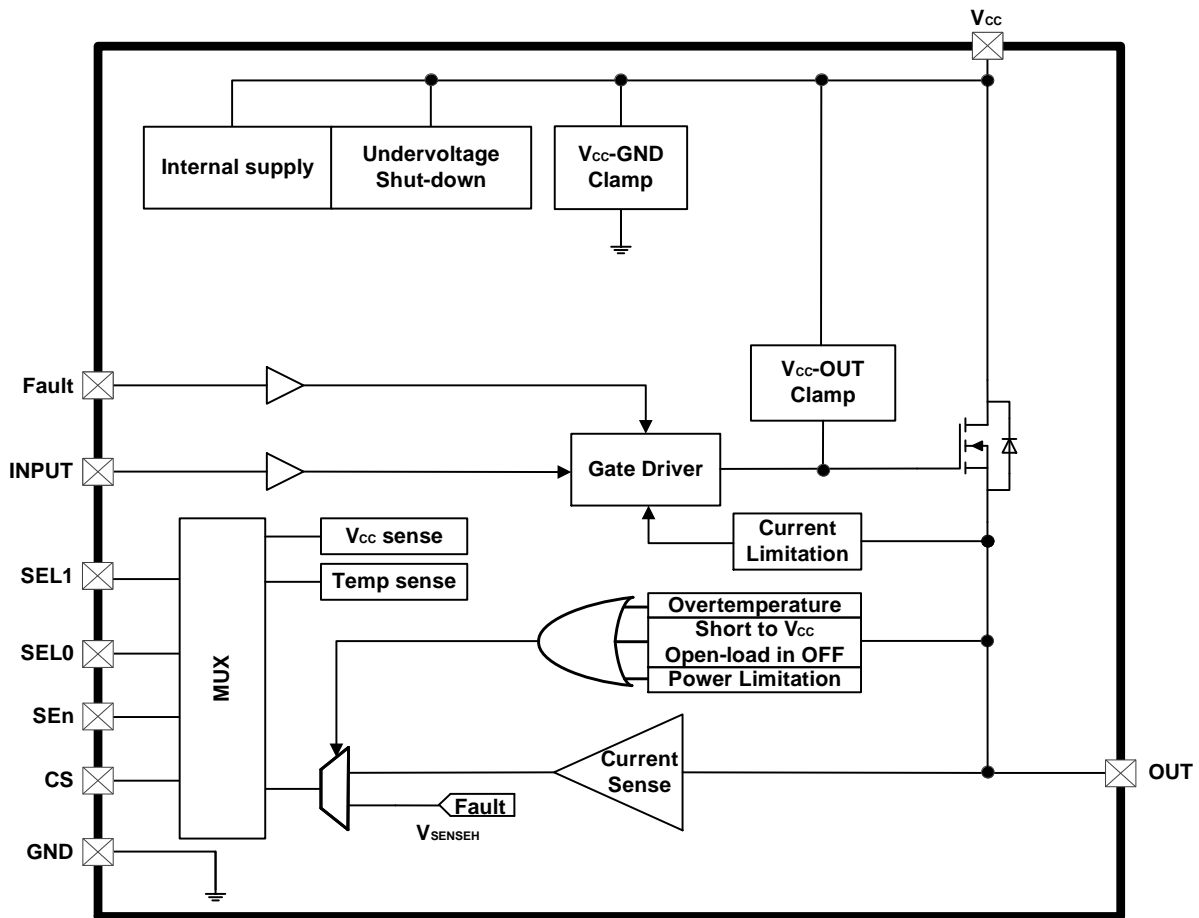 Vcc
Internal supply
Undervoltage
Shut-down
Vcc-GND
Clamp
Vcc-OUT
Clamp
Fault
INPUT
Gate Driver
Current
Limitation
Vcc sense
Temp sense
SEL1
SEL0
SEn
CS
GND
MUX
Overtemperature
Short to Vcc
Open-load in OFF
Power Limitation
Current
Sense
Fault
VSENSEH
OUT